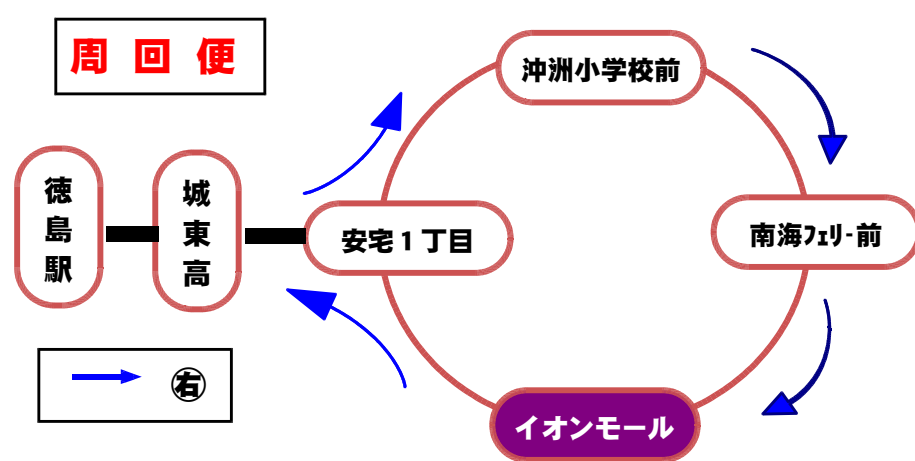 周回便
沖洲小学校前
徳島駅
城東高
安宅１丁目
南海ﾌｪﾘｰ前
㊨
イオンモール